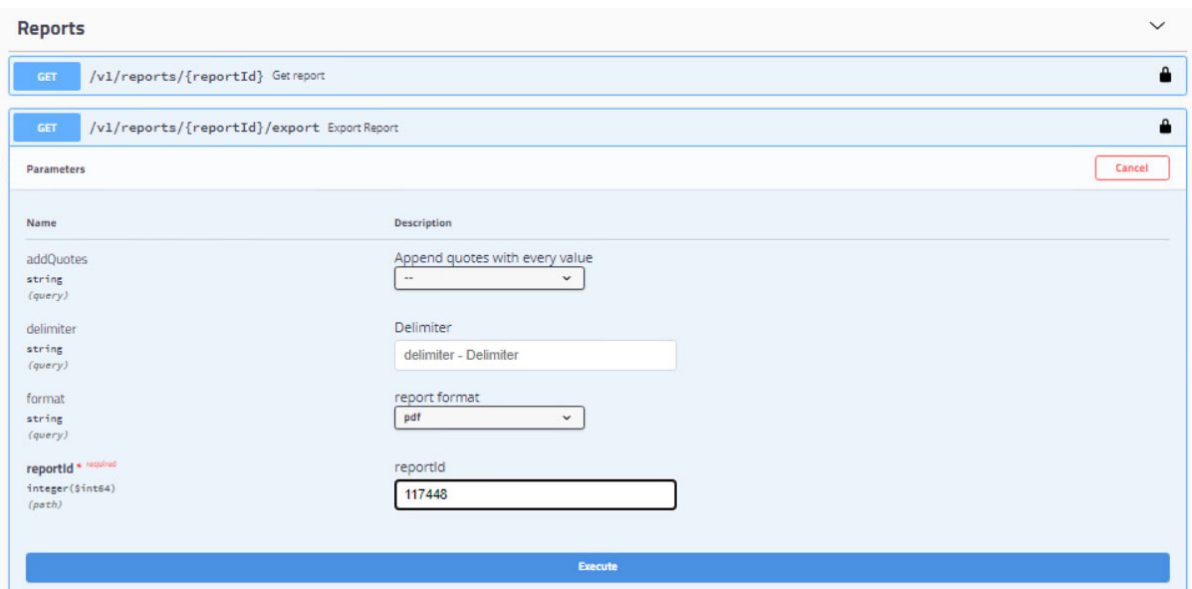 Reports
GET /v1/reports/{reportId} Get report
GET /v1/reports/{reportId}/export Export Report
Parameters Cancel
Name Description
addQuotes Append quotes with every value
string --
(query)
delimiter Delimiter
string delimiter - Delimiter
(query)
format report format
string pdf
(query)
reportId * required reportId
integer($int64) 117448
(path)
Execute